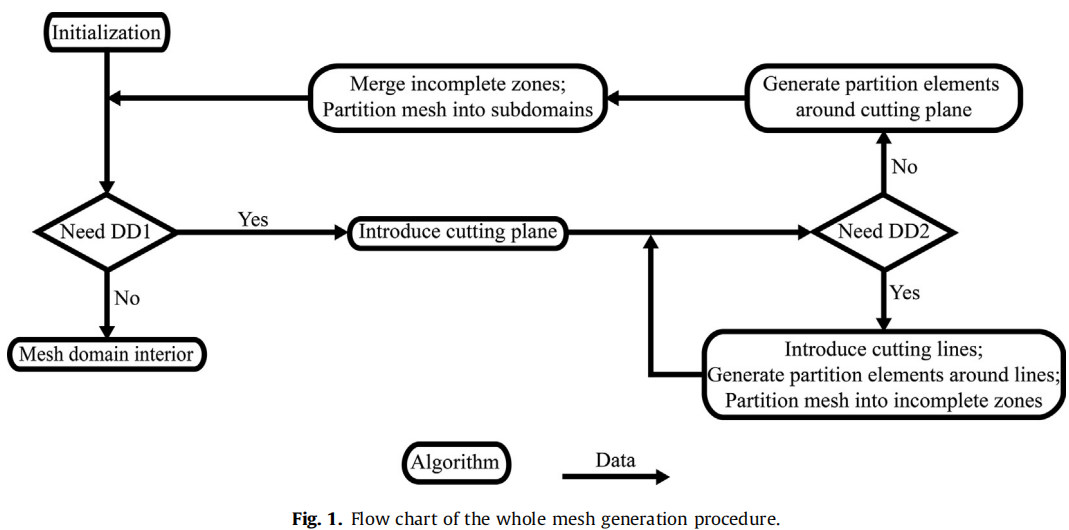 Initialization
Merge incomplete zones;
Partition mesh into subdomains
Generate partition elements
around cutting plane
No
Need DD1
Yes
Introduce cutting plane
Need DD2
No
Yes
Mesh domain interior
Introduce cutting lines;
Generate partition elements around lines;
Partition mesh into incomplete zones
Algorithm
Data
Fig. 1. Flow chart of the whole mesh generation procedure.